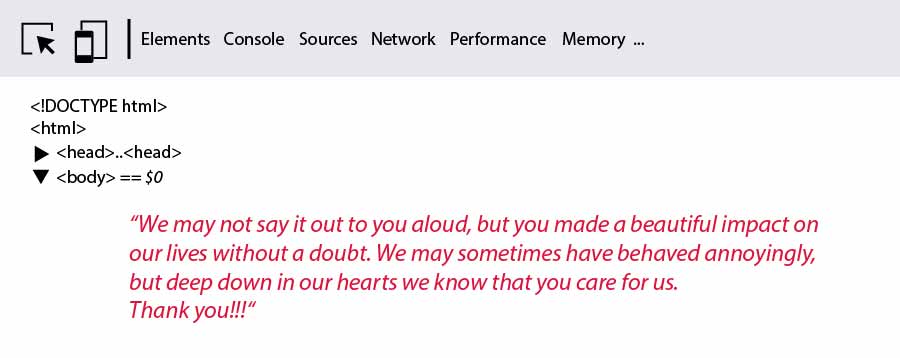 Elements Console Sources Network Performance Memory ...
<!DOCTYPE html>
<html>
<head>..<head>
<body> == $0
“We may not say it out to you aloud, but you made a beautiful impact on
our lives without a doubt. We may sometimes have behaved annoyingly,
but deep down in our hearts we know that you care for us.
Thank you!!!“